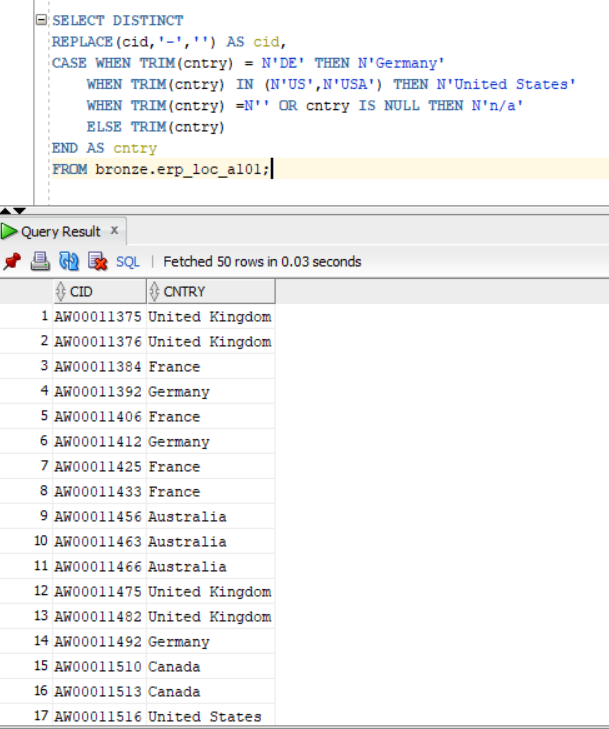 SELECT DISTINCT
REPLACE(cid,'-','') AS cid,
CASE WHEN TRIM(cntry) = N'DE' THEN N'Germany'
WHEN TRIM(cntry) IN (N'US',N'USA') THEN N'United States'
WHEN TRIM(cntry) =N'' OR cntry IS NULL THEN N'n/a'
ELSE TRIM(cntry)
END AS cntry
FROM bronze.erp_loc_a101;
Query Result x
SQL | Fetched 50 rows in 0.03 seconds
CID CNTRY
1 AW00011375 United Kingdom
2 AW00011376 United Kingdom
3 AW00011384 France
4 AW00011392 Germany
5 AW00011406 France
6 AW00011412 Germany
7 AW00011425 France
8 AW00011433 France
9 AW00011456 Australia
10 AW00011463 Australia
11 AW00011466 Australia
12 AW00011475 United Kingdom
13 AW00011482 United Kingdom
14 AW00011492 Germany
15 AW00011510 Canada
16 AW00011513 Canada
17 AW00011516 United States